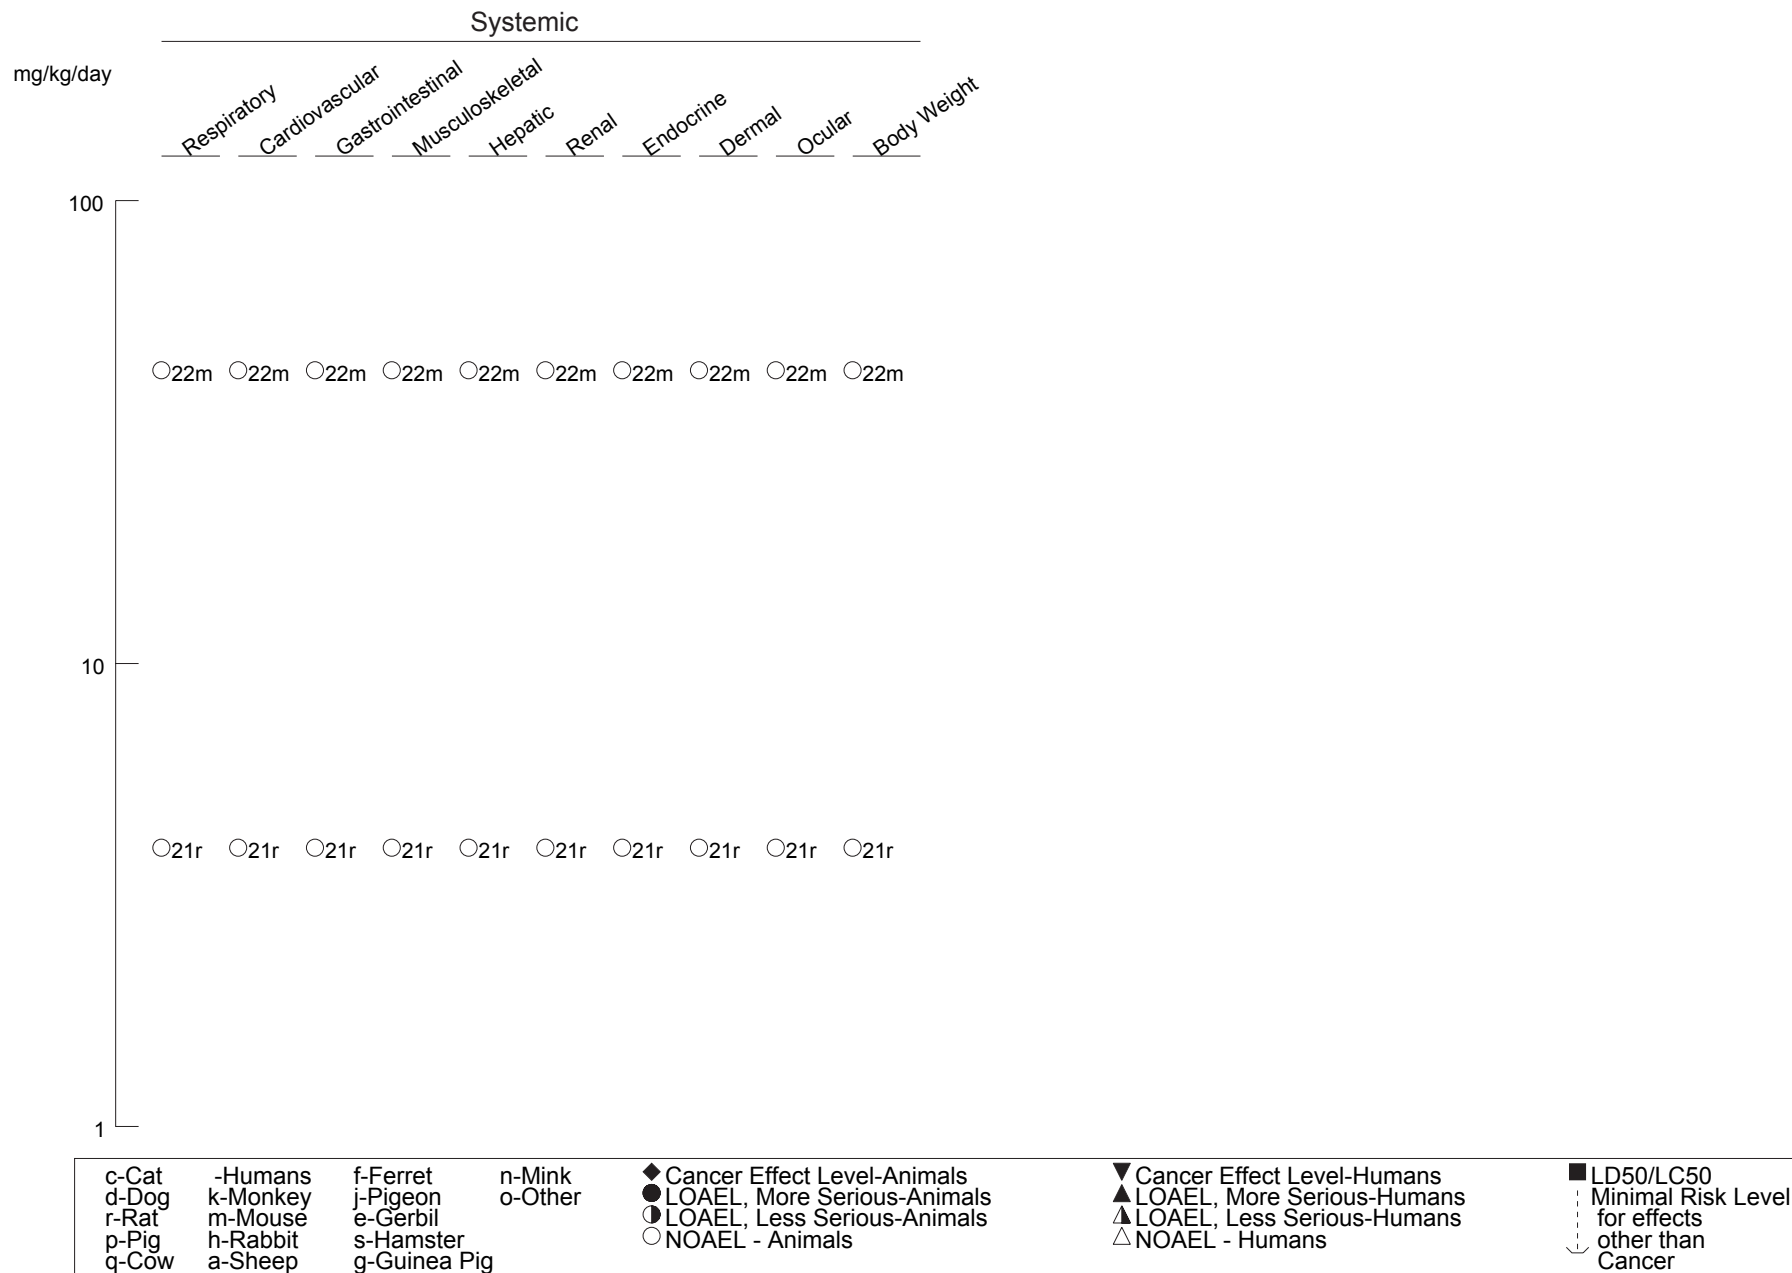 Systemic
mg/kg/day
Respiratory
Cardiovascular
Gastrointestinal
Musculoskeletal
Hepatic
Renal
Endocrine
Dermal
Ocular
Body Weight
100
22m 22m 22m 22m 22m 22m 22m 22m 22m 22m
10
21r 21r 21r 21r 21r 21r 21r 21r 21r 21r
1
c-Cat -Humans f-Ferret n-Mink Cancer Effect Level-Animals Cancer Effect Level-Humans LD50/LC50
d-Dog k-Monkey j-Pigeon o-Other LOAEL, More Serious-Animals LOAEL, More Serious-Humans Minimal Risk Level
r-Rat m-Mouse e-Gerbil LOAEL, Less Serious-Animals LOAEL, Less Serious-Humans for effects
p-Pig h-Rabbit s-Hamster NOAEL - Animals NOAEL - Humans other than
q-Cow a-Sheep g-Guinea Pig Cancer